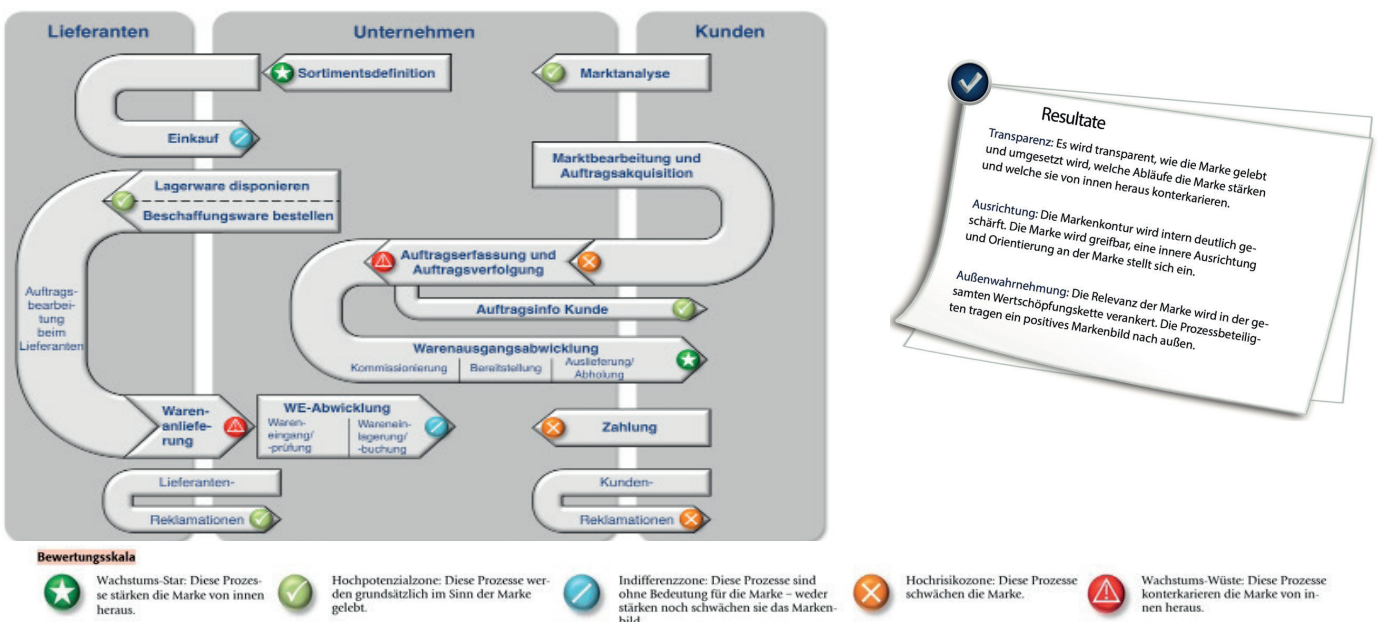 Lieferanten
Unternehmen
Kunden
Sortimentsdefinition
Marktanalyse
Einkauf
Marktbearbeitung und
Auftragsakquisition
Lagerware disponieren
Beschaffungsware bestellen
Auftragserfassung und
Auftragsverfolgung
Auftrags-
bearbei-
tung
beim
Lieferanten
Auftragsinfo Kunde
Warenausgangsabwicklung
Kommissionierung
Bereitstellung
Auslieferung/
Abholung
Waren-
anliefe-
rung
WE-Abwicklung
Waren-
eingang/
-prüfung
Warenein-
lagerung/
-buchung
Zahlung
Lieferanten-
Reklamationen
Kunden-
Reklamationen
Resultate
Transparenz: Es wird transparent, wie die Marke gelebt
und umgesetzt wird, welche Abläufe die Marke stärken
und welche sie von innen heraus konterkarieren.
Ausrichtung: Die Markenkontur wird intern deutlich ge-
schärft. Die Marke wird greifbar, eine innere Ausrichtung
und Orientierung an der Marke stellt sich ein.
Außenwahrnehmung: Die Relevanz der Marke wird in der ge-
samten Wertschöpfungskette verankert. Die Prozessbeteilig-
ten tragen ein positives Markenbild nach außen.
Bewertungsskala
Wachstums-Star: Diese Prozes-
se stärken die Marke von innen
heraus.
Hochpotenzialzone: Diese Prozesse wer-
den grundsätzlich im Sinn der Marke
gelebt.
Indifferenzzone: Diese Prozesse sind
ohne Bedeutung für die Marke – weder
stärken noch schwächen sie das Marken-
bild
Hochrisikozone: Diese Prozesse
schwächen die Marke.
Wachstums-Wüste: Diese Prozesse
konterkarieren die Marke von in-
nen heraus.